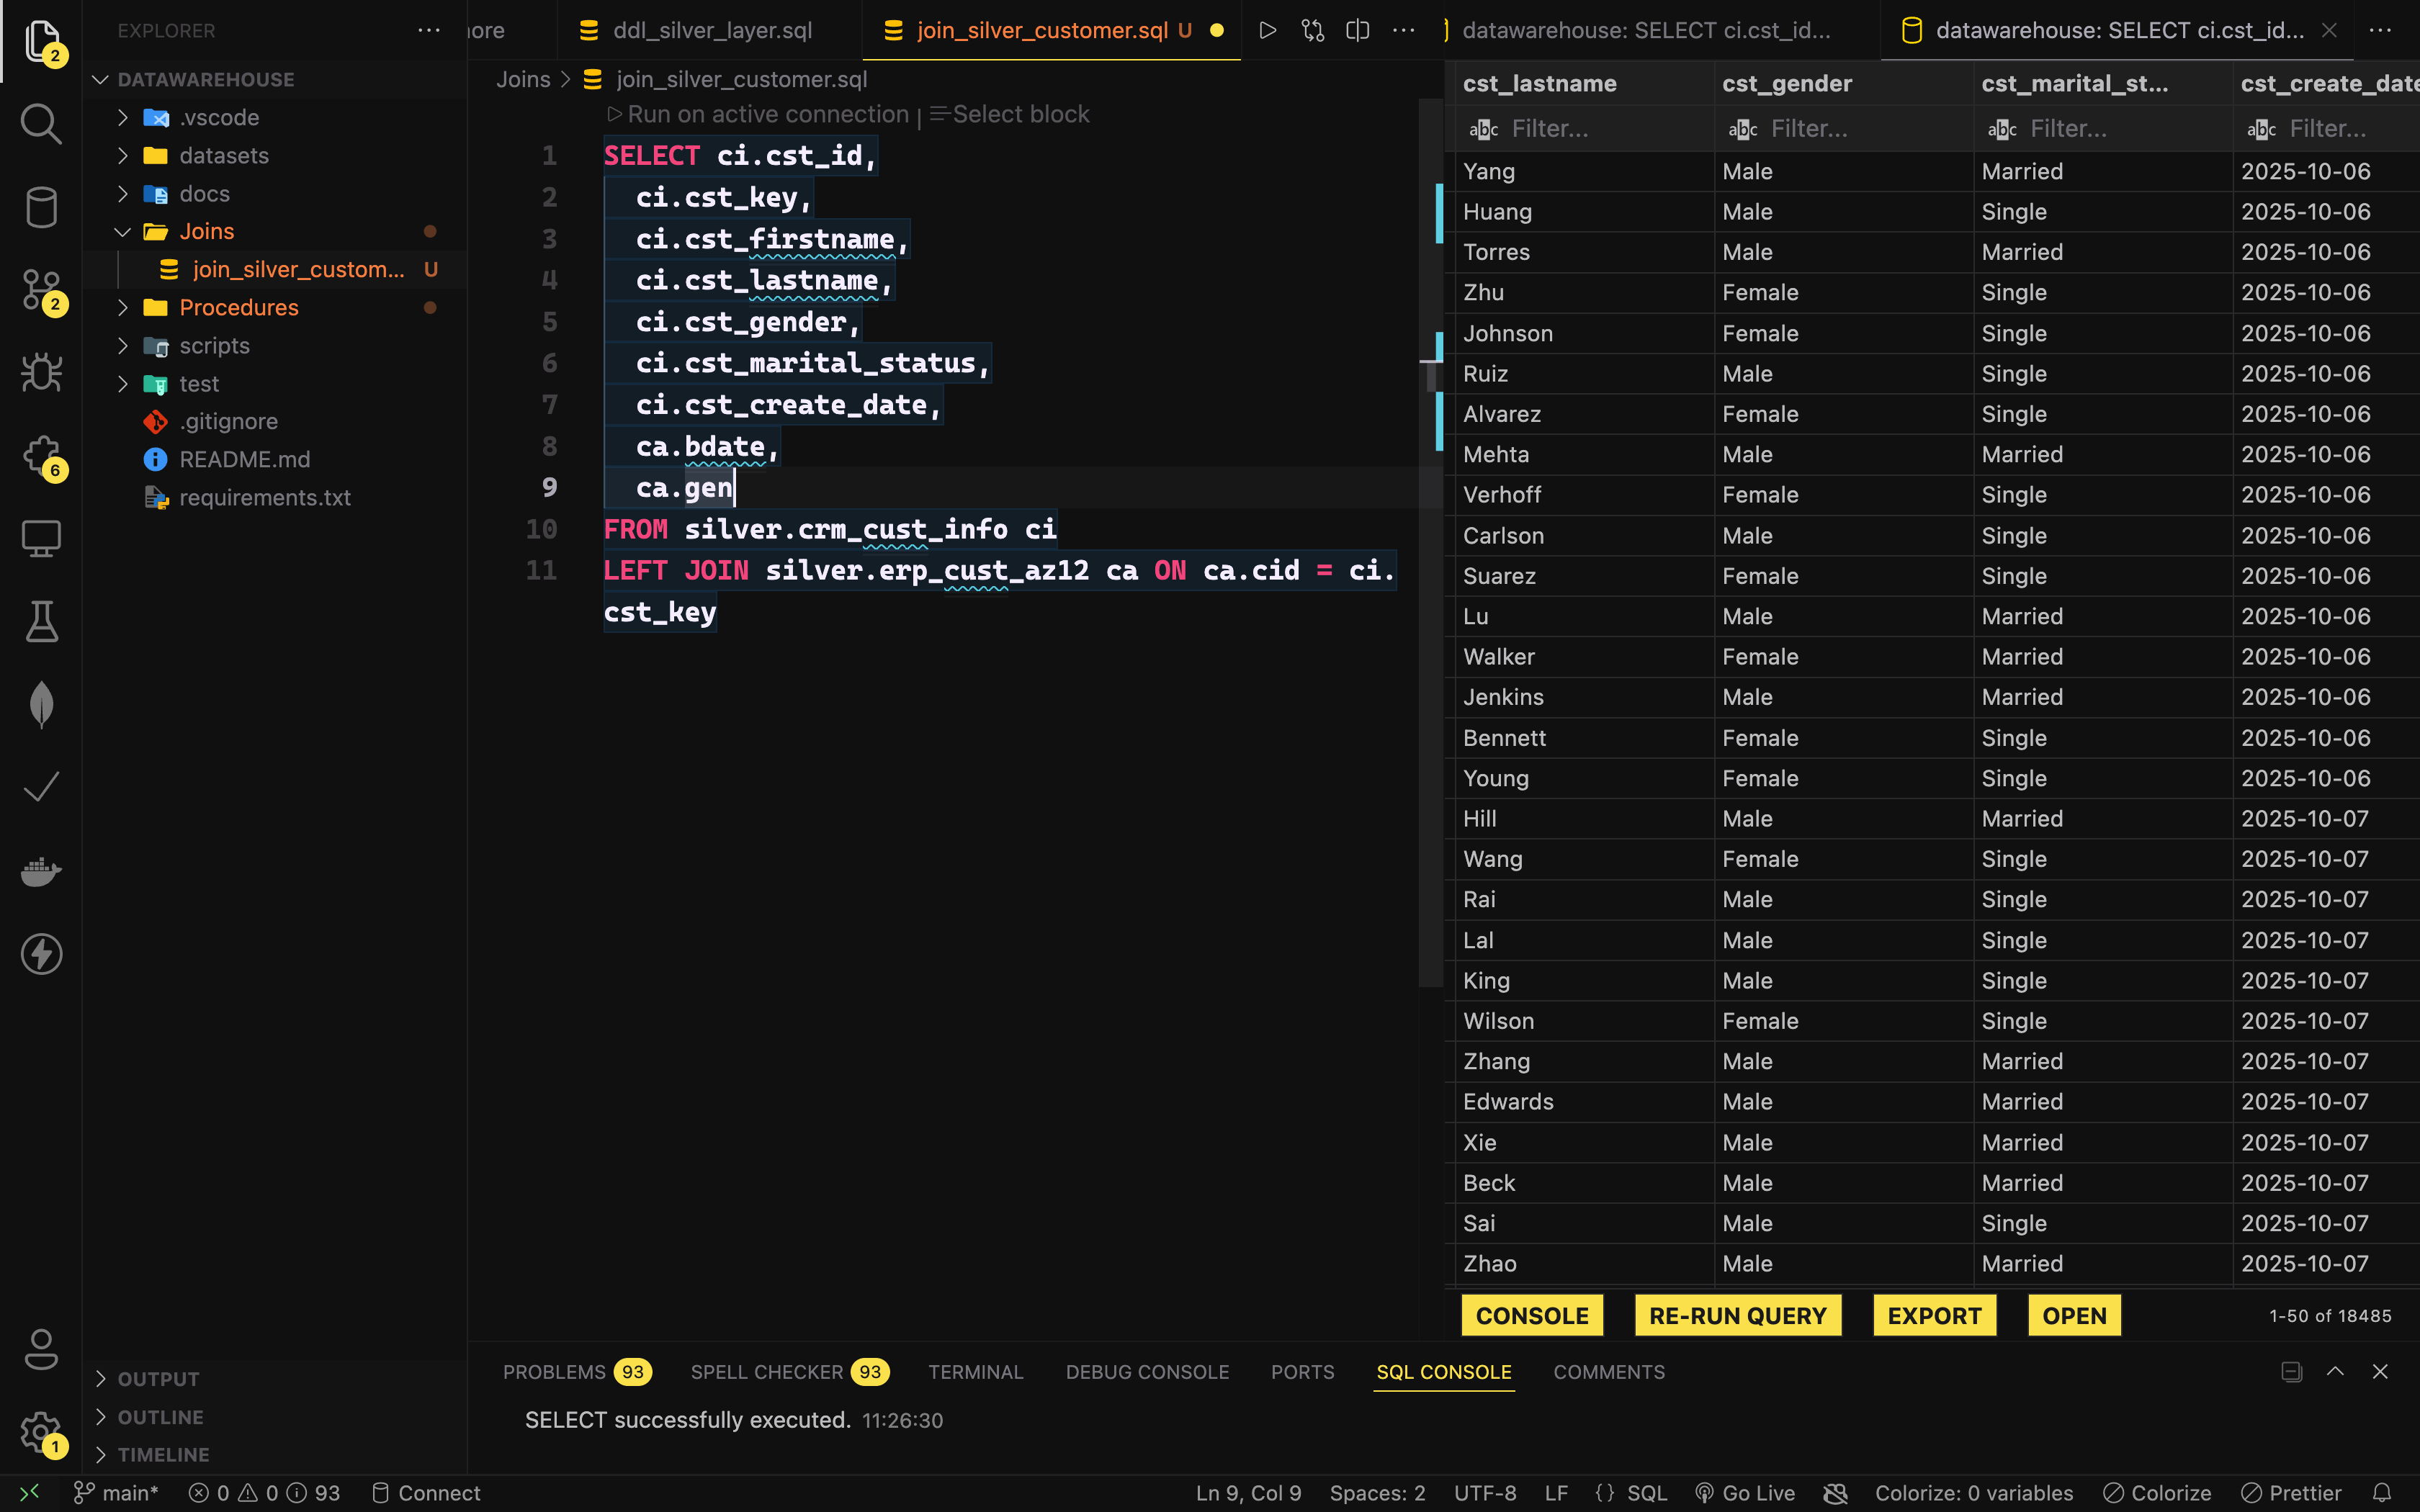 EXPLORER
DATAWAREHOUSE
.vscode
datasets
docs
Joins
join_silver_custom... U
Procedures
scripts
test
.gitignore
README.md
requirements.txt
OUTPUT
OUTLINE
TIMELINE
2
2
6
1
ore
ddl_silver_layer.sql
join_silver_customer.sql U
Joins > join_silver_customer.sql
Run on active connection | Select block
1 SELECT ci.cst_id,
2 ci.cst_key,
3 ci.cst_firstname,
4 ci.cst_lastname,
5 ci.cst_gender,
6 ci.cst_marital_status,
7 ci.cst_create_date,
8 ca.bdate,
9 ca.gen
10 FROM silver.crm_cust_info ci
11 LEFT JOIN silver.erp_cust_az12 ca ON ca.cid = ci.
cst_key
datawarehouse: SELECT ci.cst_id...
datawarehouse: SELECT ci.cst_id...
cst_lastname cst_gender cst_marital_st... cst_create_date
abc Filter... abc Filter... abc Filter... abc Filter...
Yang Male Married 2025-10-06
Huang Male Single 2025-10-06
Torres Male Married 2025-10-06
Zhu Female Single 2025-10-06
Johnson Female Single 2025-10-06
Ruiz Male Single 2025-10-06
Alvarez Female Single 2025-10-06
Mehta Male Married 2025-10-06
Verhoff Female Single 2025-10-06
Carlson Male Single 2025-10-06
Suarez Female Single 2025-10-06
Lu Male Married 2025-10-06
Walker Female Married 2025-10-06
Jenkins Male Married 2025-10-06
Bennett Female Single 2025-10-06
Young Female Single 2025-10-06
Hill Male Married 2025-10-07
Wang Female Single 2025-10-07
Rai Male Single 2025-10-07
Lal Male Single 2025-10-07
King Male Single 2025-10-07
Wilson Female Single 2025-10-07
Zhang Male Married 2025-10-07
Edwards Male Married 2025-10-07
Xie Male Married 2025-10-07
Beck Male Married 2025-10-07
Sai Male Single 2025-10-07
Zhao Male Married 2025-10-07
CONSOLE RE-RUN QUERY EXPORT OPEN 1-50 of 18485
PROBLEMS 93 SPELL CHECKER 93 TERMINAL DEBUG CONSOLE PORTS SQL CONSOLE COMMENTS
SELECT successfully executed. 11:26:30
main* 0 0 93 Connect Ln 9, Col 9 Spaces: 2 UTF-8 LF {} SQL Go Live Colorize: 0 variables Colorize Prettier